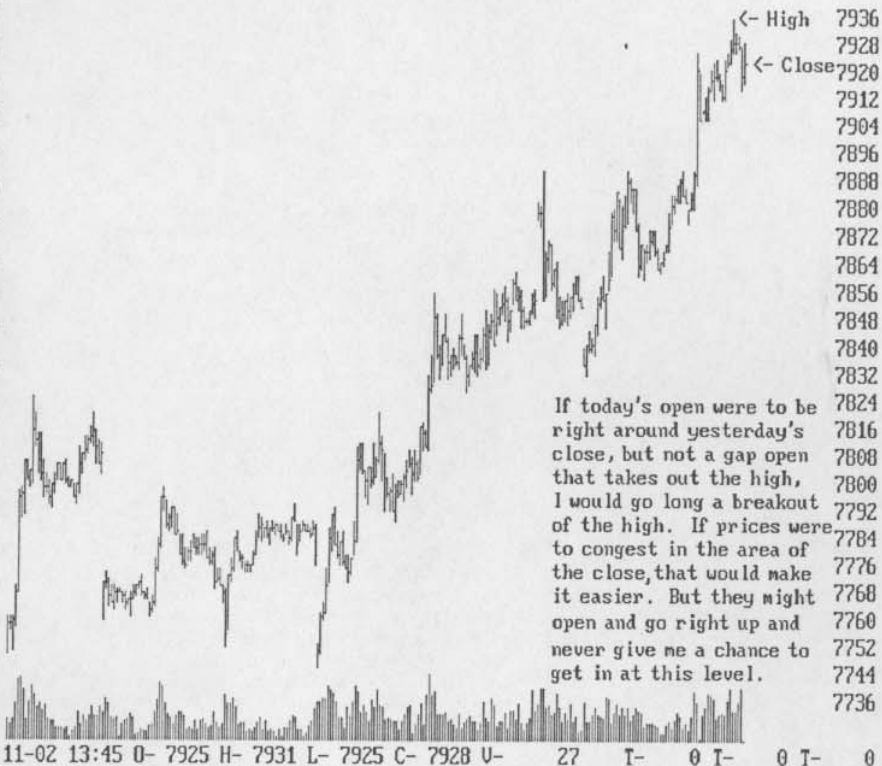 <- High 7936
7928
<- Close 7920
7912
7904
7896
7888
7880
7872
7864
7856
7848
7840
7832
If today's open were to be 7824
right around yesterday's 7816
close, but not a gap open 7808
that takes out the high, 7800
I would go long a breakout 7792
of the high. If prices were 7784
to congest in the area of 7776
the close,that would make 7768
it easier. But they might 7760
open and go right up and 7752
never give me a chance to 7744
get in at this level. 7736
11-02 13:45 O- 7925 H- 7931 L- 7925 C- 7928 V- 27 T- 0 T- 0 T- 0